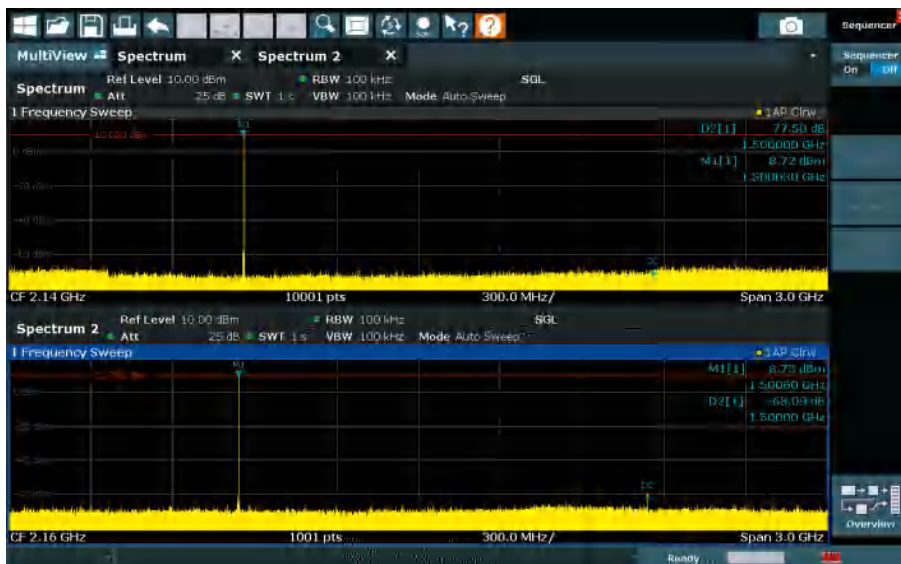 Sequencer
MultiView Spectrum X Spectrum 2 X
Sequencer
On Off
Spectrum
Ref Level 10.00 dBm RBW 100 kHz SGL
Att 25 dB SWT 1 s VBW 100 kHz Mode Auto Sweep
1 Frequency Sweep 1AP Clrw
M1
D2[1] 77.50 dB
1.500000 GHz
M1[1] 8.72 dBm
CF 2.14 GHz 10001 pts 300.0 MHz/ Span 3.0 GHz
Spectrum 2
Ref Level 10.00 dBm RBW 100 kHz SGL
Att 25 dB SWT 1 s VBW 100 kHz Mode Auto Sweep
1 Frequency Sweep 1AP Clrw
M1
M1[1] 8.73 dBm
1.50060 GHz
D2[1] -68.09 dB
1.50000 GHz
CF 2.16 GHz 1001 pts 300.0 MHz/ Span 3.0 GHz
Overview
Ready